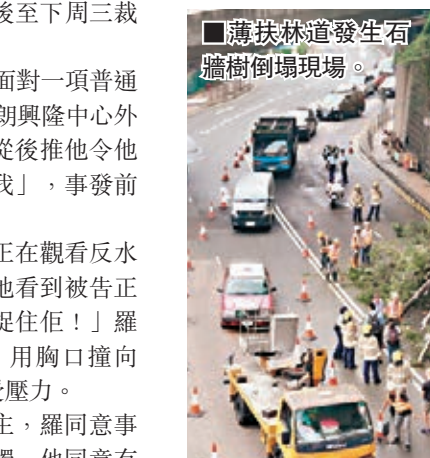 後至下周三裁
面對一項普通
朗興隆中心外
從後推他令他
我」，事發前
正在觀看反水
他看到被告正
捉住佢！」羅
用胸口撞向
壓力。
主，羅同意事
他同意有
■薄扶林道發生石
牆樹倒塌現場。